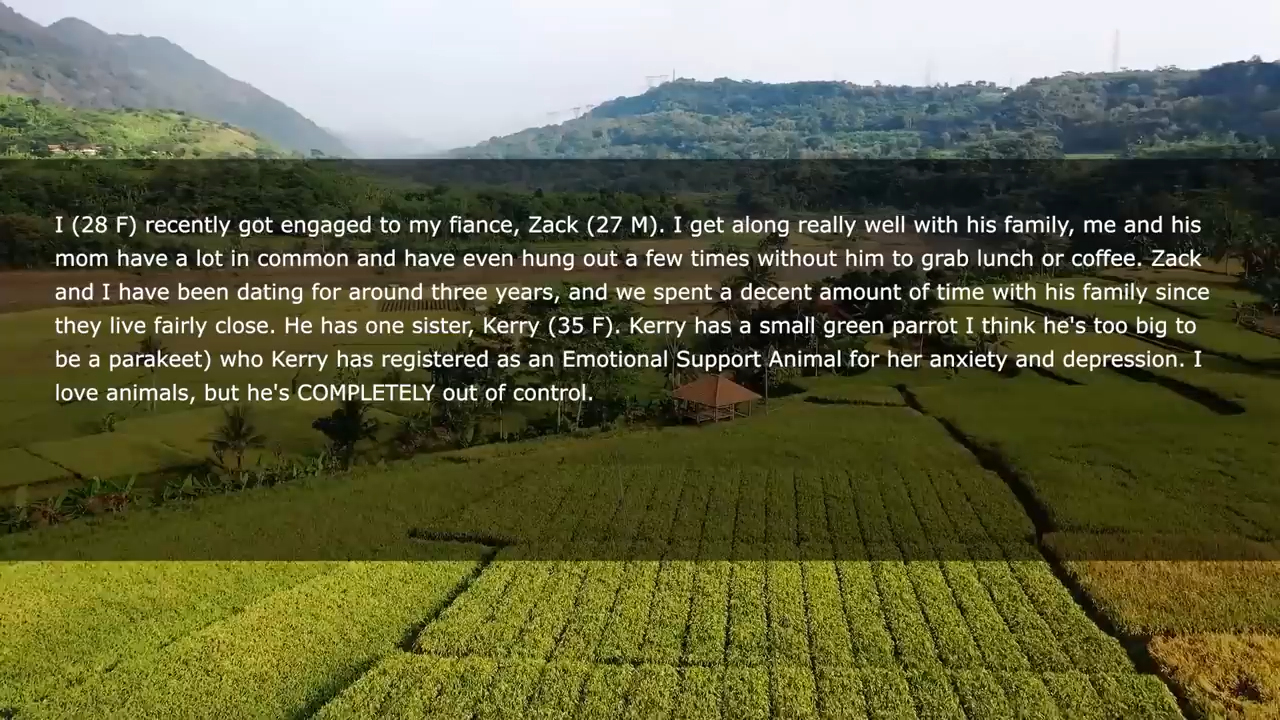 I (28 F) recently got engaged to my fiance, Zack (27 M). I get along really well with his family, me and his
mom have a lot in common and have even hung out a few times without him to grab lunch or coffee. Zack
and I have been dating for around three years, and we spent a decent amount of time with his family since
they live fairly close. He has one sister, Kerry (35 F). Kerry has a small green parrot I think he's too big to
be a parakeet) who Kerry has registered as an Emotional Support Animal for her anxiety and depression. I
love animals, but he's COMPLETELY out of control.